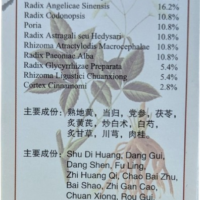 Radix Angelicae Sinensis 16.2%
Radix Codonopsis 10.8%
Poria 10.8%
Radix Astragali seu Hedysari 10.8%
Rhizoma Atractylodis Macrocephalae 10.8%
Radix Paeoniae Alba 10.8%
Radix Glycyrrhizae Preparata 5.4%
Rhizoma Ligustici Chuanxiong 5.4%
Cortex Cinnamomi 2.8%
主要成份：熟地黄，当归，党参，茯苓，
炙黄芪，炒白术，白芍，
炙甘草，川芎，肉桂
Shu Di Huang, Dang Gui,
Dang Shen, Fu Ling,
Zhi Huang Qi, Chao Bai Zhu,
Bai Shao, Zhi Gan Cao,
Chuan Xiong, Rou Gui